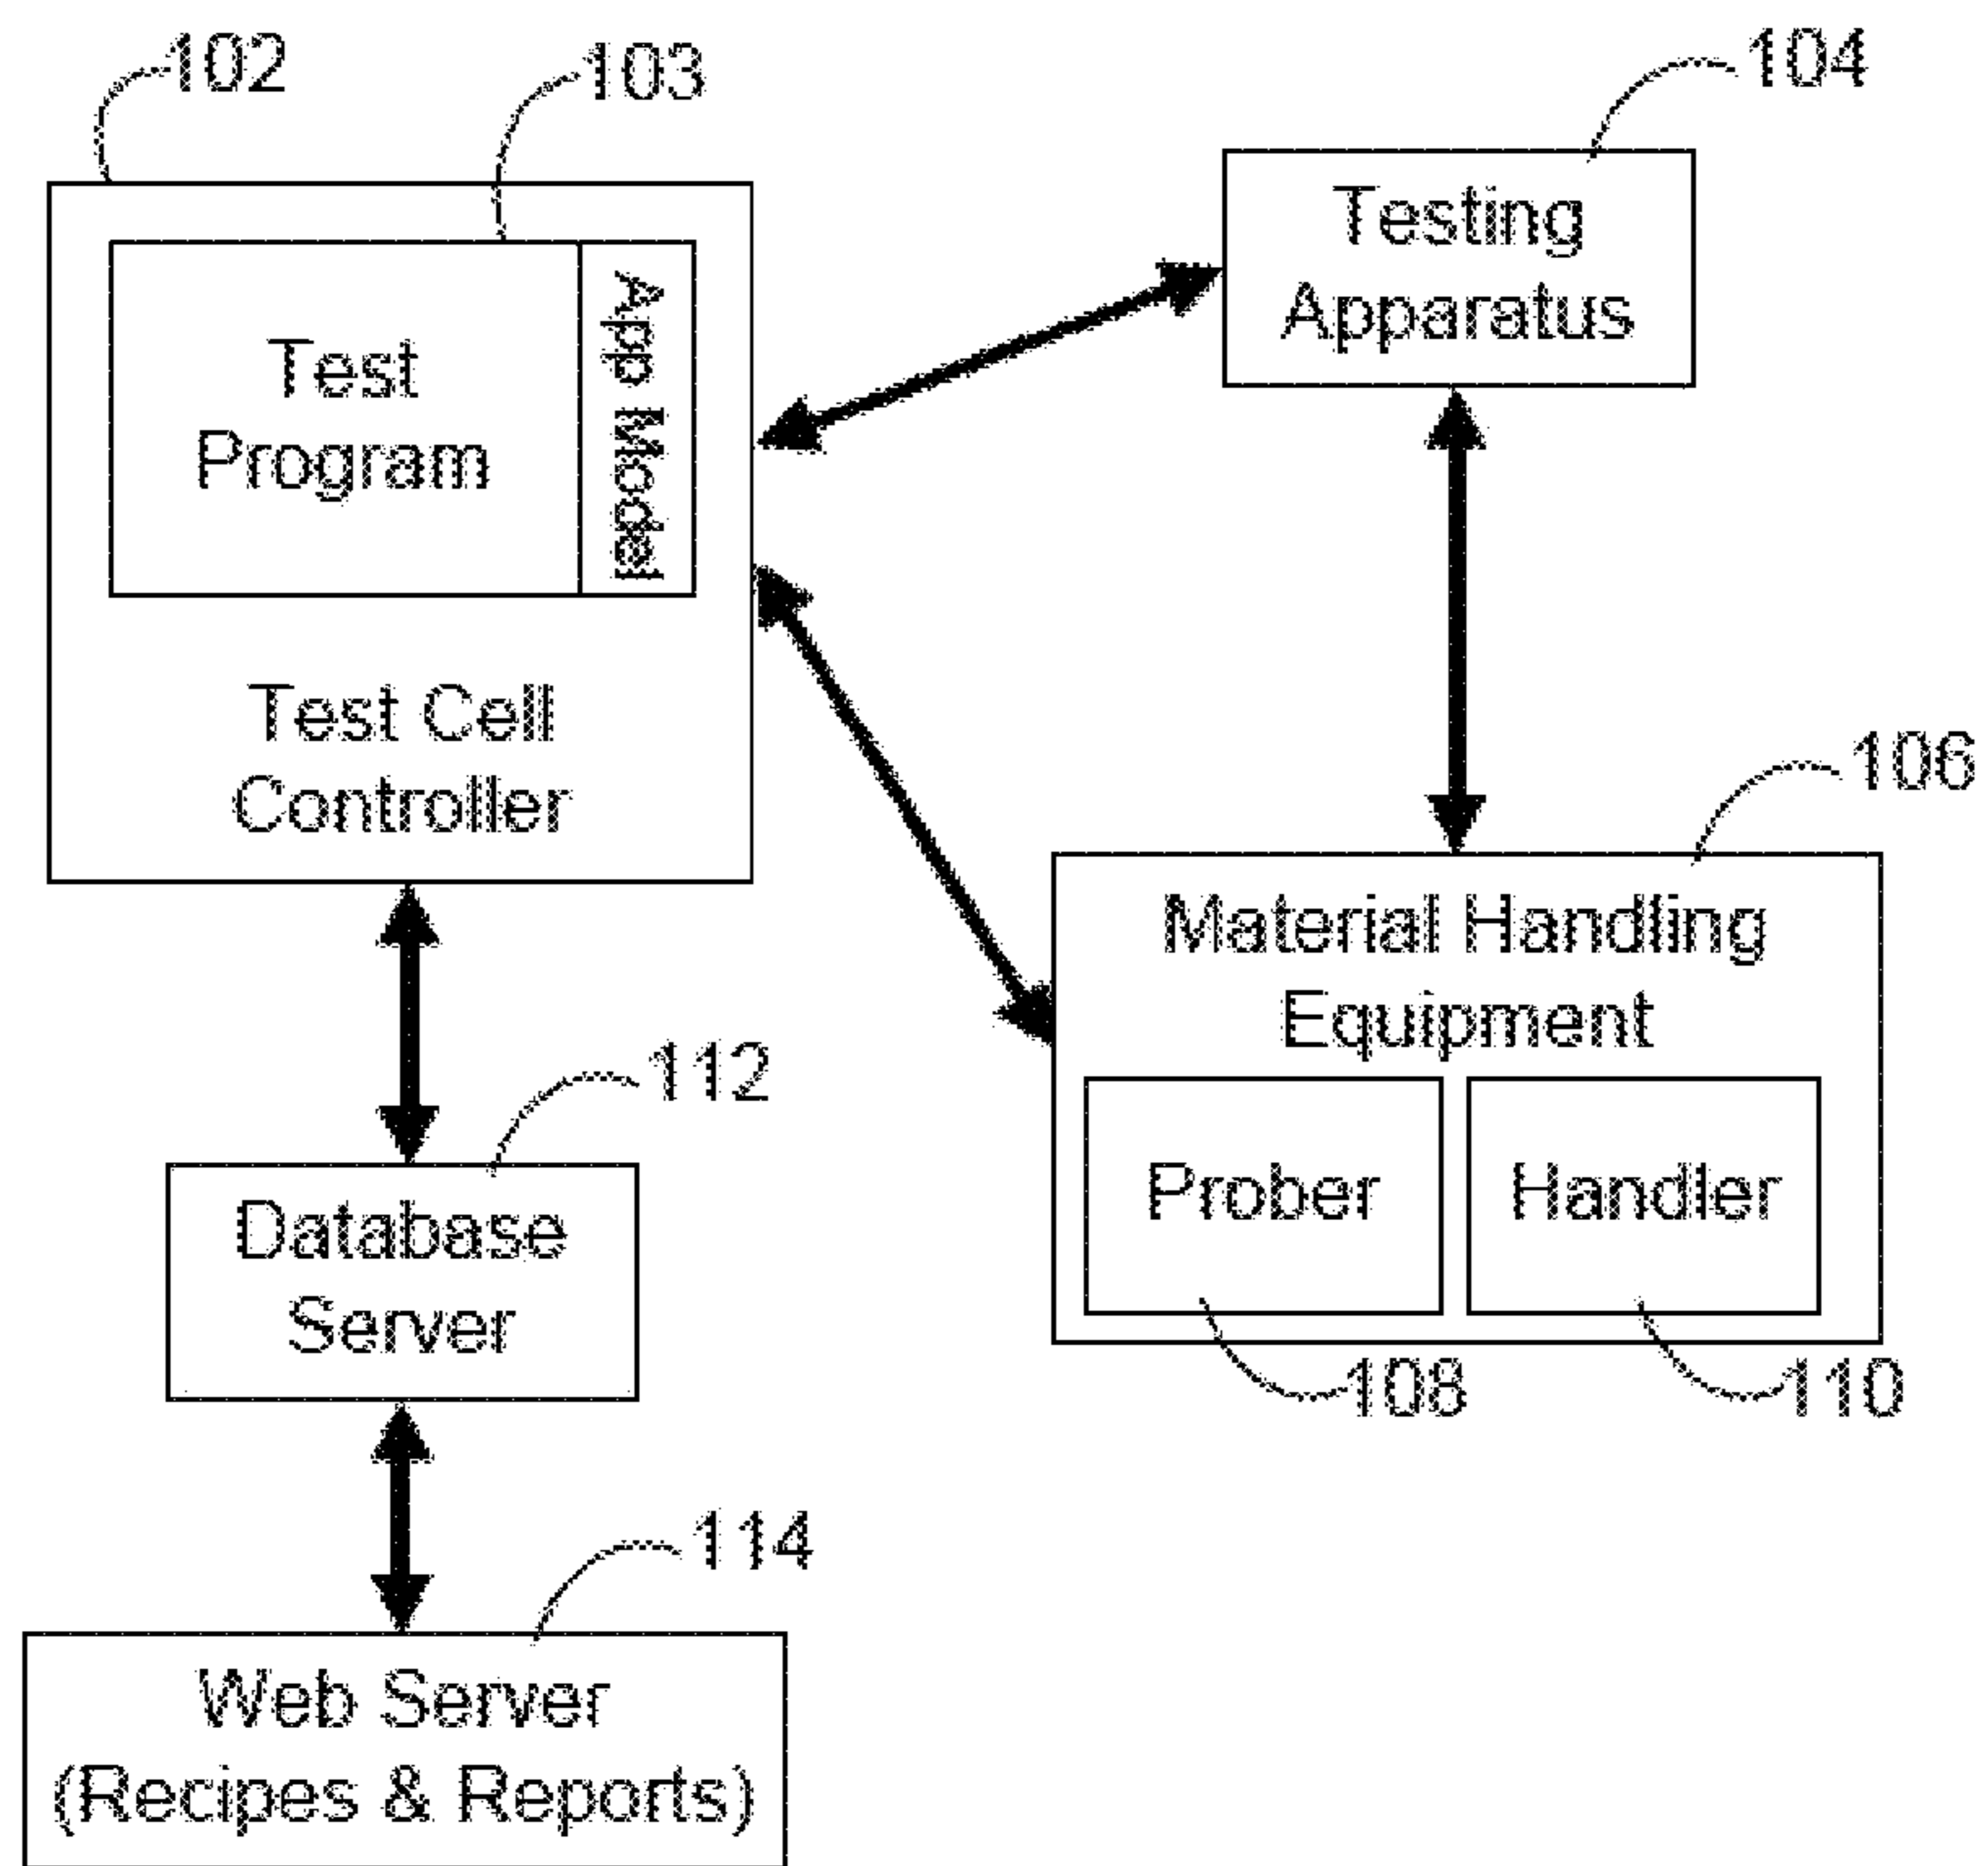 102
103
104
Testing
Apparatus
Test
Program
App Model
Test Cell
Controller
106
Material Handling
Equipment
Prober
Handler
108
110
112
Database
Server
114
Web Server
(Recipes & Reports)